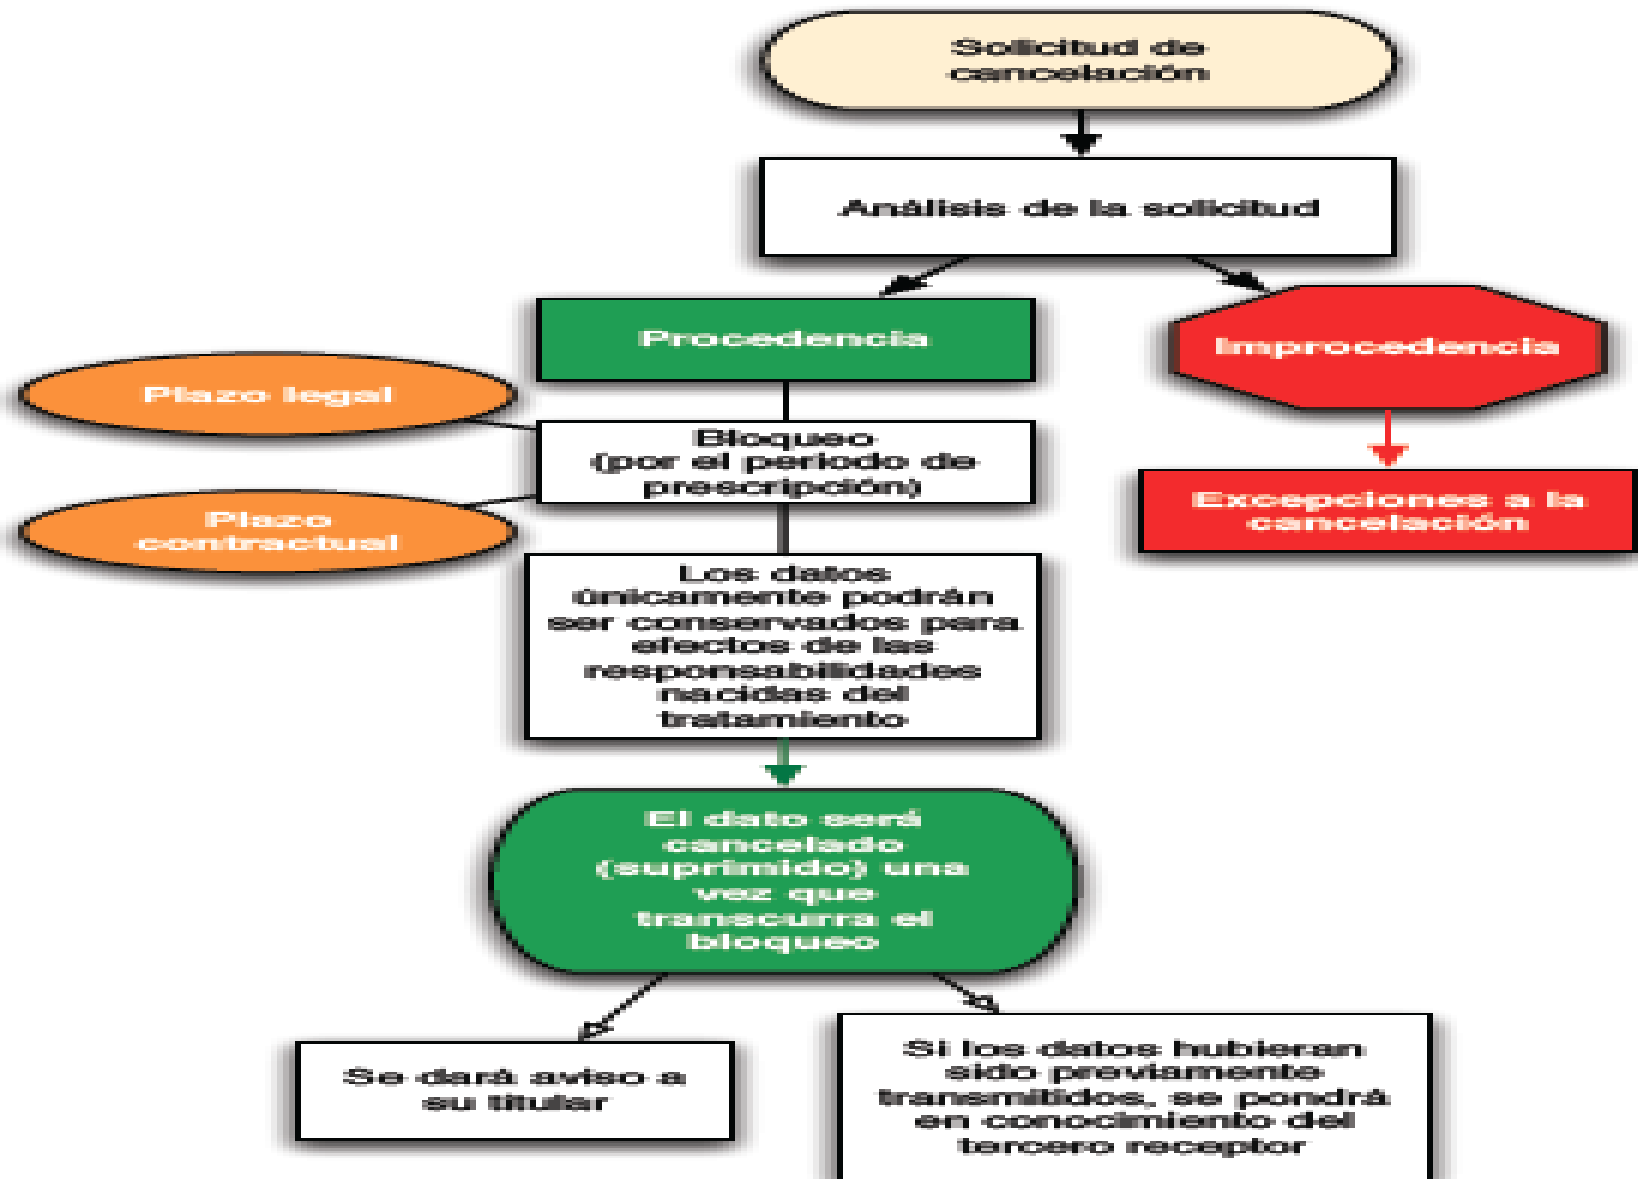 Solicitud de
cancelación
Análisis de la solicitud
Procedencia
Improcedencia
Plazo legal
Bloqueo
(por el periodo de
prescripción)
Plazo
contractual
Excepciones a la
cancelación
Los datos
únicamente podrán
ser conservados para
efectos de las
responsabilidades
nacidas del
tratamiento
El dato será
cancelado
(suprimido) una
vez que
transcurra el
bloqueo
Se dará aviso a
su titular
Si los datos hubieran
sido previamente
transmitidos, se pondrá
en conocimiento del
tercero receptor